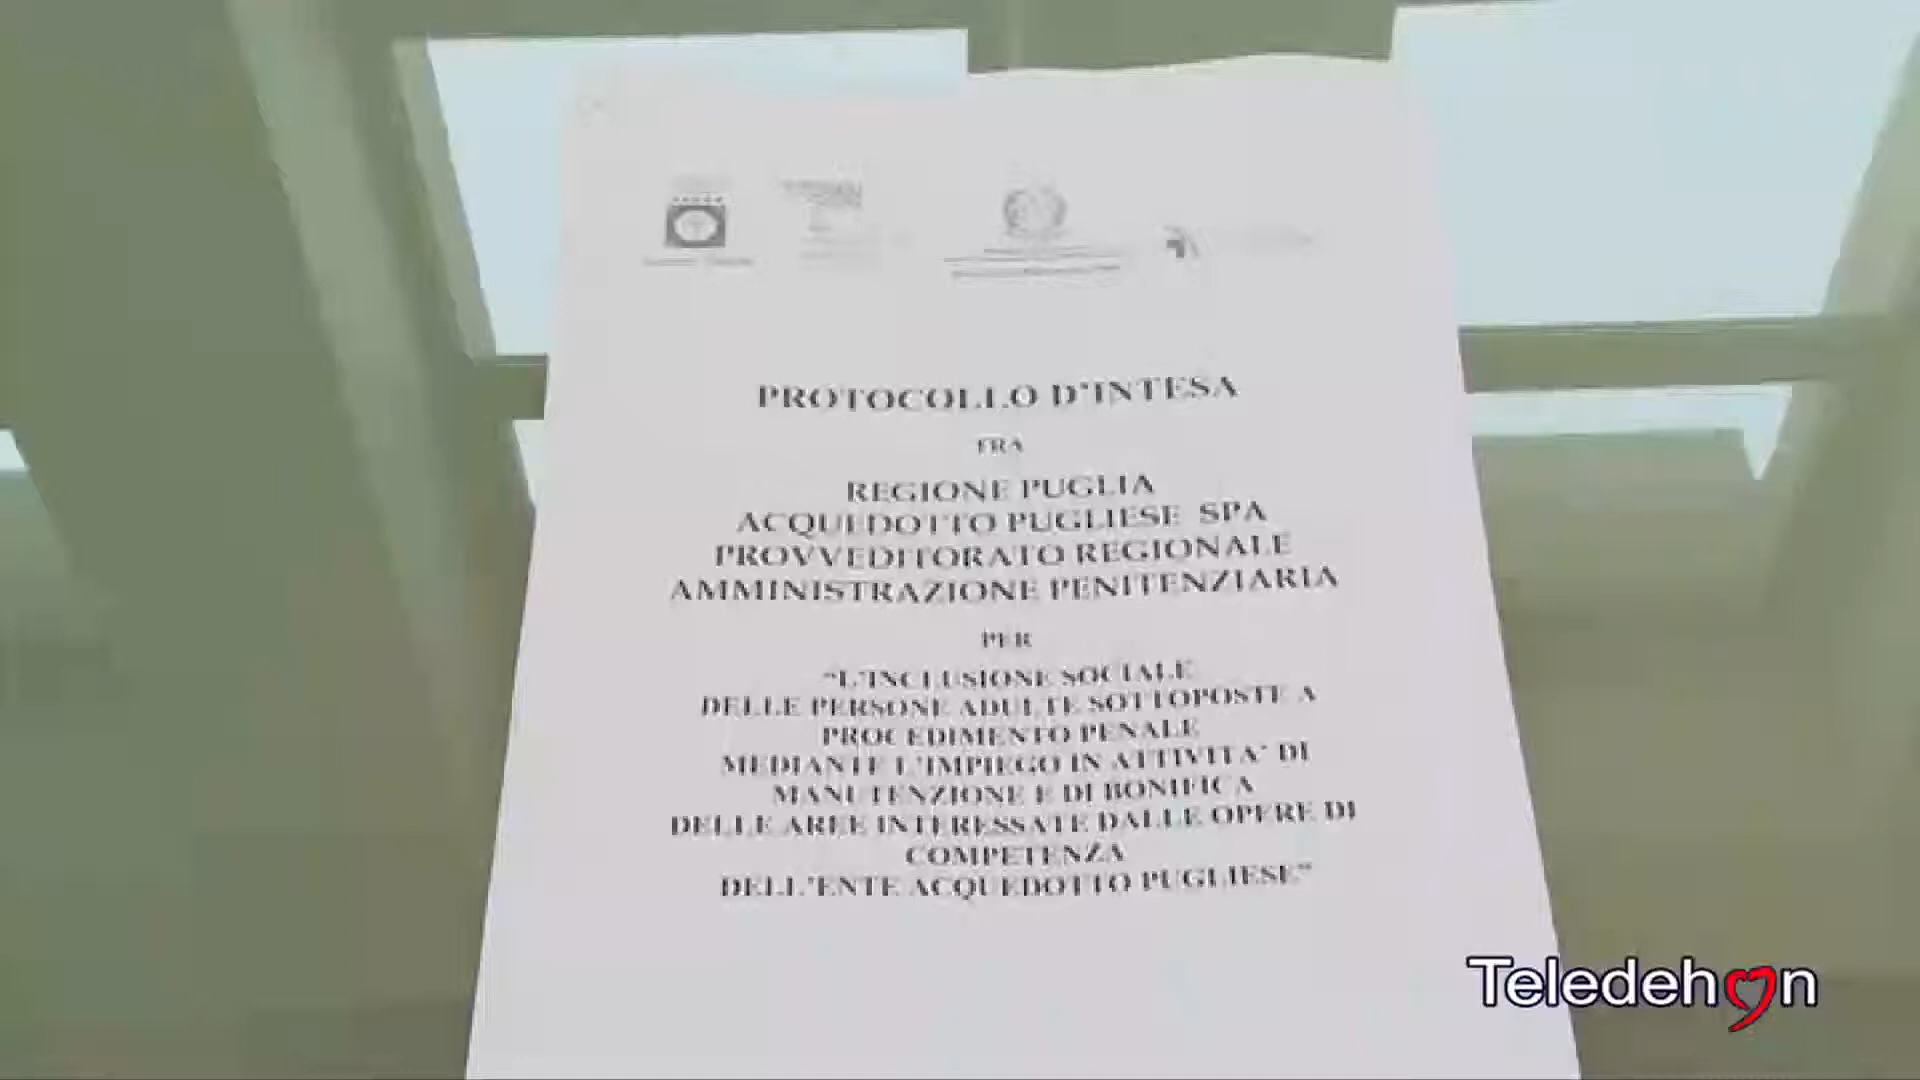 PROTOCOLLO D'INTESA
FRA
REGIONE PUGLIA
ACQUEDOTTO PUGLIESE SPA
PROVVEDITORATO REGIONALE
AMMINISTRAZIONE PENITENZIARIA
PER
"L'INCLUSIONE SOCIALE
DELLE PERSONE ADULTE SOTTOPOSTE A
PROCEDIMENTO PENALE
MEDIANTE L'IMPIEGO IN ATTIVITA' DI
MANUTENZIONE E DI BONIFICA
DELLE AREE INTERESSATE DALLE OPERE DI
COMPETENZA
DELL'ENTE ACQUEDOTTO PUGLIESE"
Teledehon